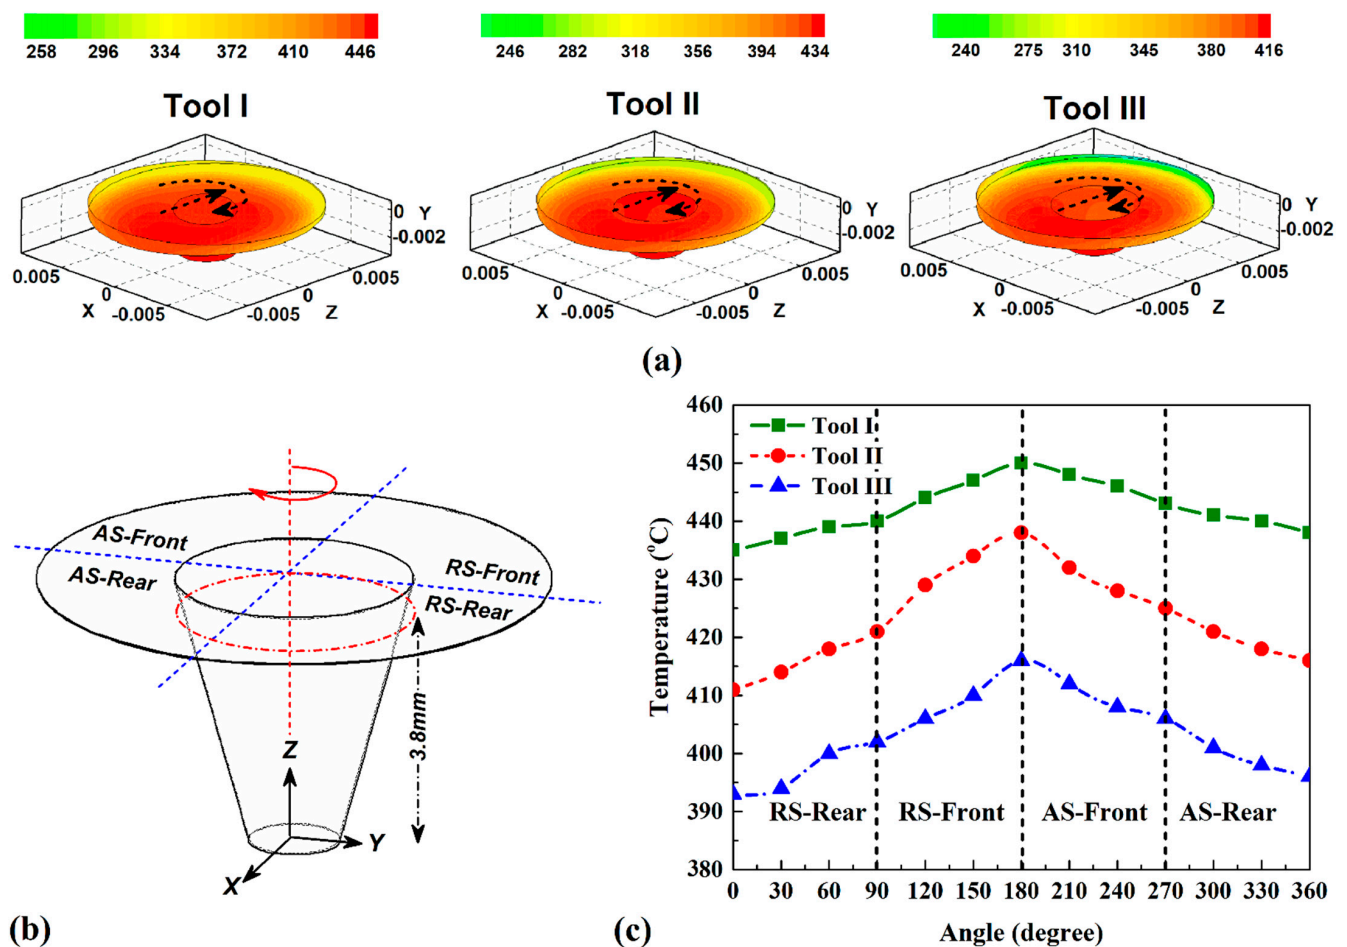 258 296 334 372 410 446
246 282 318 356 394 434
240 275 310 345 380 416
Tool I
Tool II
Tool III
0 Y
-0.002
0.005
0.005
0
0
X -0.005
-0.005 Z
0 Y
-0.002
0.005
0.005
0
0
X -0.005
-0.005 Z
0 Y
-0.002
0.005
0.005
0
0
X -0.005
-0.005 Z
(a)
AS-Front
AS-Rear
RS-Front
RS-Rear
3.8mm
Z
Y
X
(b)
460
450
440
430
420
410
400
390
380
Temperature (°C)
Tool I
Tool II
Tool III
RS-Rear RS-Front AS-Front AS-Rear
0 30 60 90 120 150 180 210 240 270 300 330 360
Angle (degree)
(c)